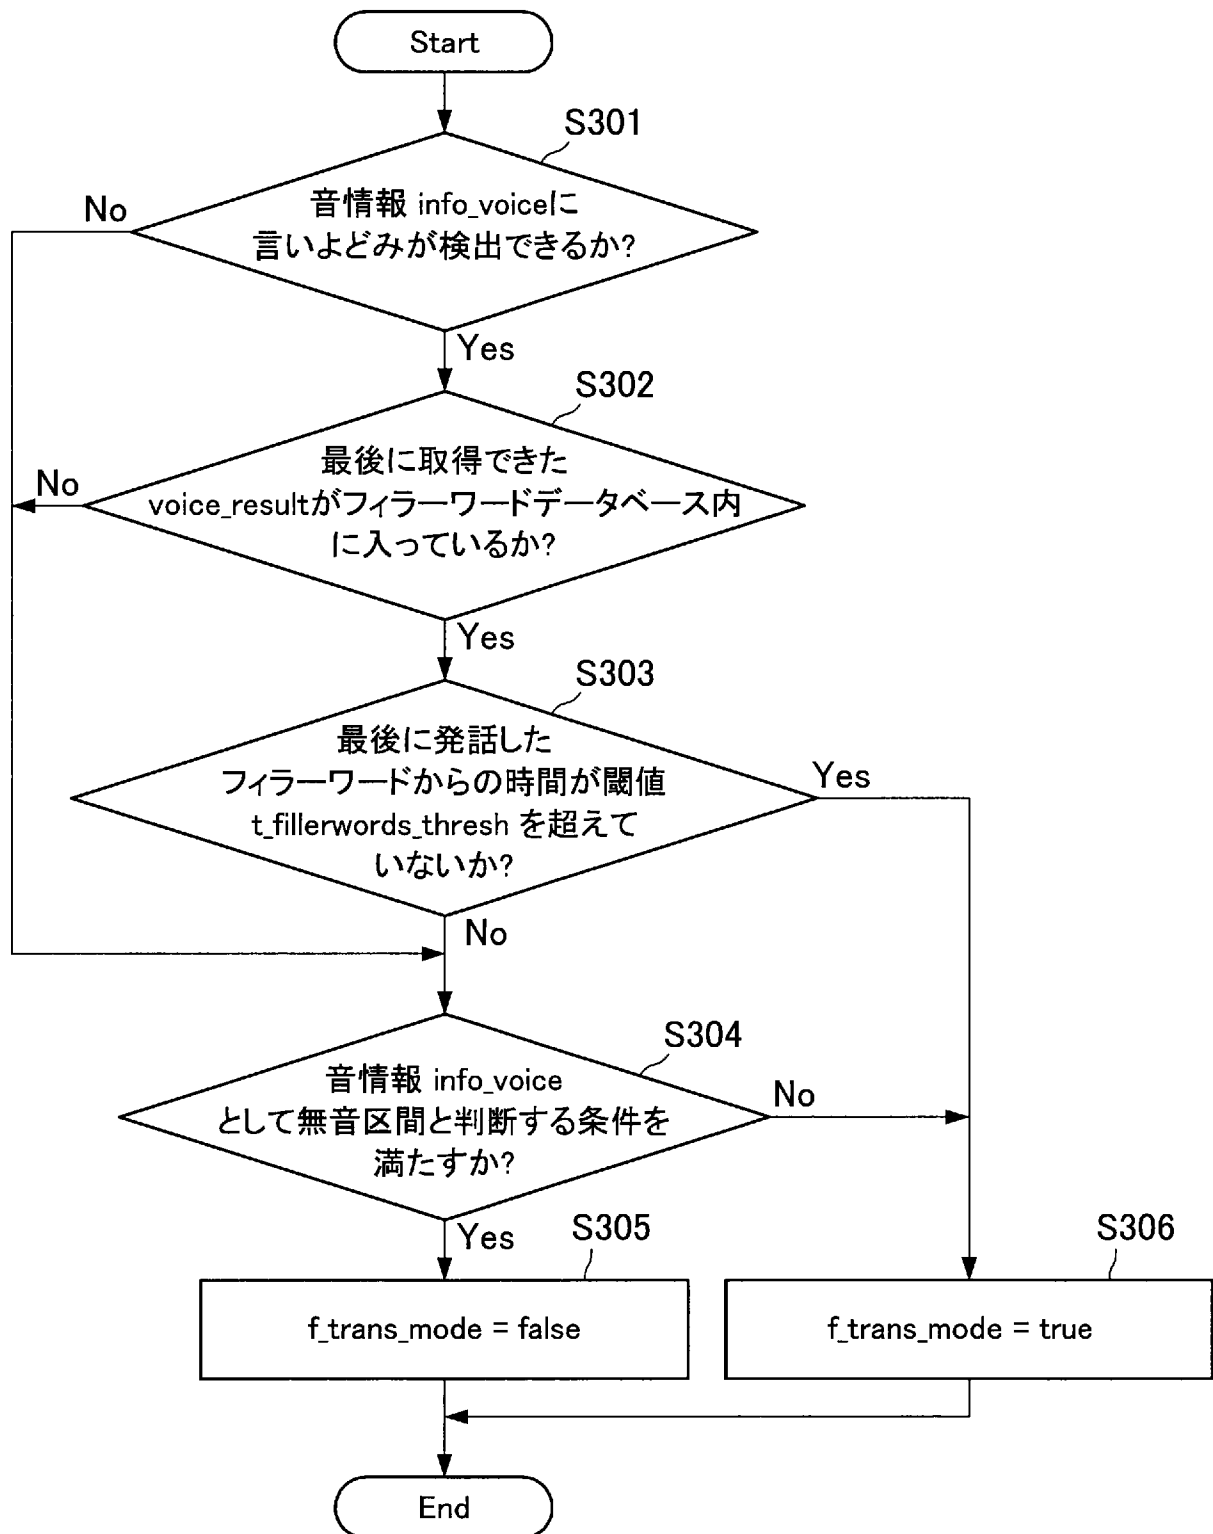 Start
S301
音情報 info_voiceに
言いよどみが検出できるか?
No
Yes
S302
最後に取得できた
voice_resultがフィラーワードデータベース内
に入っているか?
No
Yes
S303
最後に発話した
フィラーワードからの時間が閾値
t_fillerwords_thresh を超えて
いないか?
Yes
No
S304
音情報 info_voice
として無音区間と判断する条件を
満たすか?
No
Yes
S305
f_trans_mode = false
S306
f_trans_mode = true
End